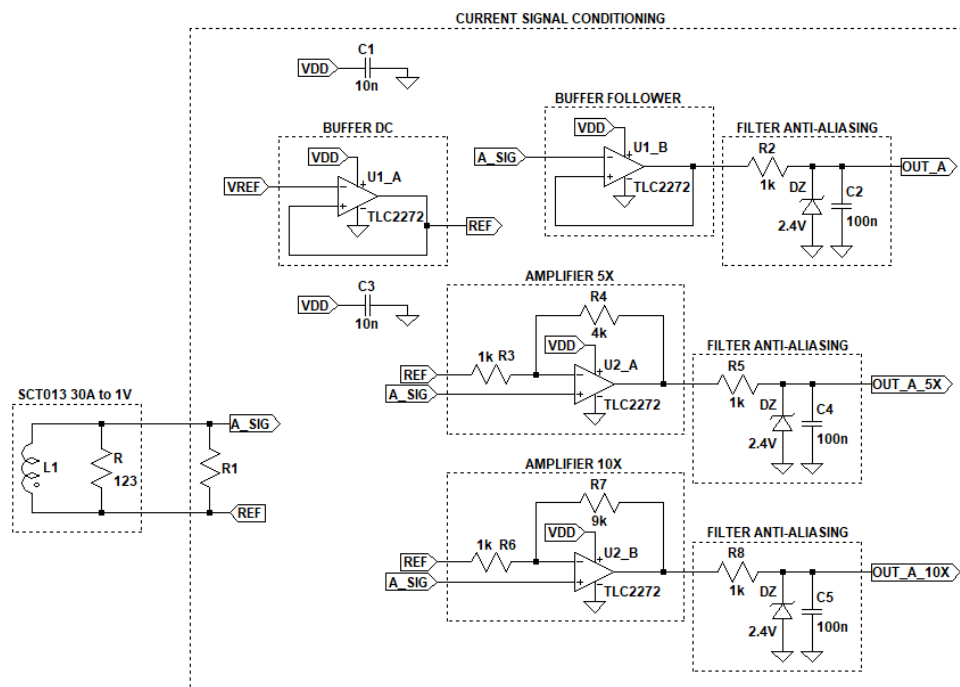 CURRENT SIGNAL CONDITIONING
C1
VDD
10n
BUFFER DC
VDD
U1_A
VREF
TLC2272
REF
BUFFER FOLLOWER
VDD
U1_B
A_SIG
TLC2272
FILTER ANTI-ALIASING
R2
1k
DZ
2.4V
C2
100n
OUT_A
C3
VDD
10n
AMPLIFIER 5X
R4
4k
VDD
1k R3
REF
A_SIG
U2_A
TLC2272
FILTER ANTI-ALIASING
R5
1k
DZ
2.4V
C4
100n
OUT_A_5X
SCT013 30A to 1V
L1
R
123
A_SIG
R1
REF
AMPLIFIER 10X
R7
9k
VDD
1k R6
REF
A_SIG
U2_B
TLC2272
FILTER ANTI-ALIASING
R8
1k
DZ
2.4V
C5
100n
OUT_A_10X